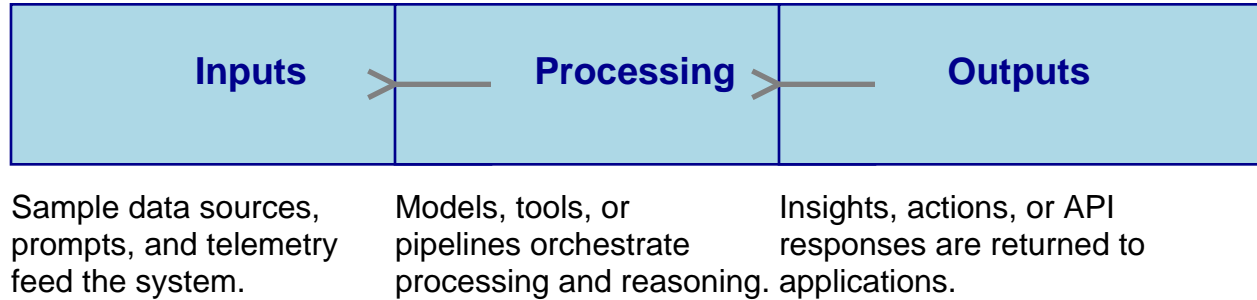 Inputs
Processing
Outputs
Sample data sources,
prompts, and telemetry
feed the system.
Models, tools, or
pipelines orchestrate
processing and reasoning.
Insights, actions, or API
responses are returned to
applications.